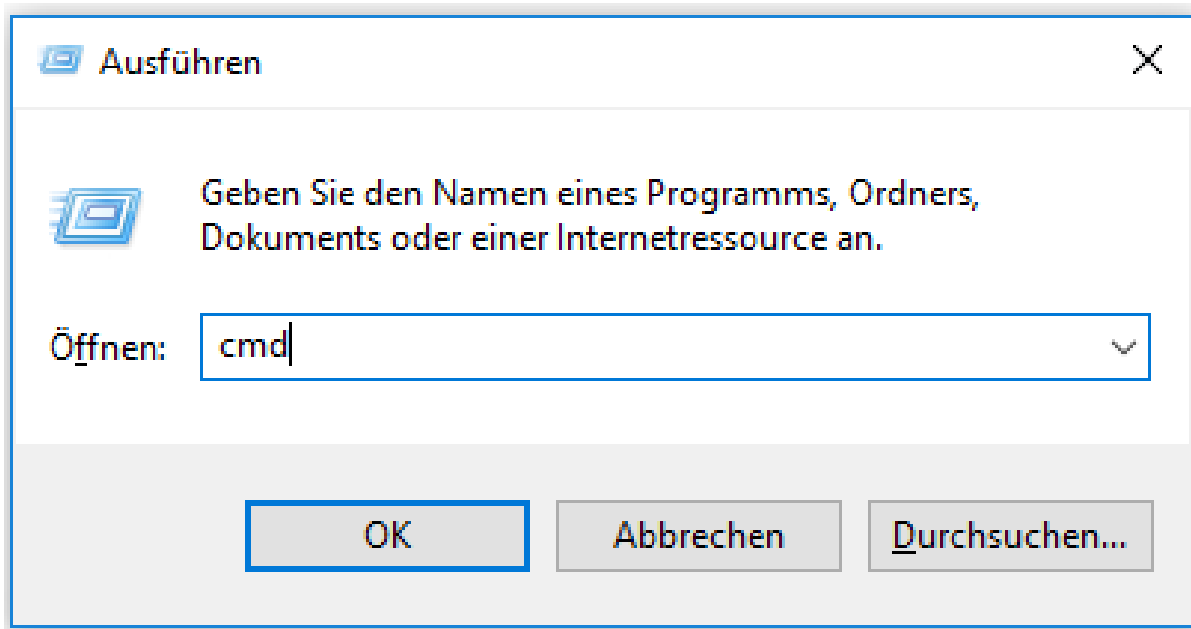 Ausführen
Geben Sie den Namen eines Programms, Ordners,
Dokuments oder einer Internetressource an.
Öffnen: cmd
OK Abbrechen Durchsuchen...